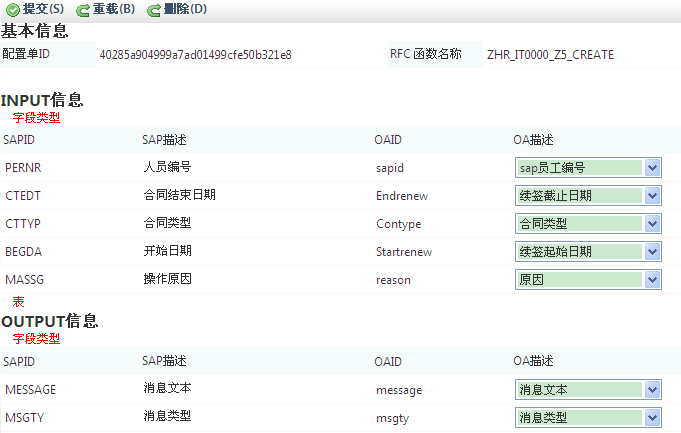 提交(S) 重载(B) 删除(D)
基本信息
配置单ID 40285a904999a7ad01499cfe50b321e8 RFC 函数名称 ZHR_IT0000_Z5_CREATE
INPUT信息
字段类型
SAPID SAP描述 OAID OA描述
PERNR 人员编号 sapid sap员工编号
CTEDT 合同结束日期 Endrenew 续签截止日期
CTTYP 合同类型 Contype 合同类型
BEGDA 开始日期 Startrenew 续签起始日期
MASSG 操作原因 reason 原因
表
OUTPUT信息
字段类型
SAPID SAP描述 OAID OA描述
MESSAGE 消息文本 message 消息文本
MSGTY 消息类型 msgty 消息类型